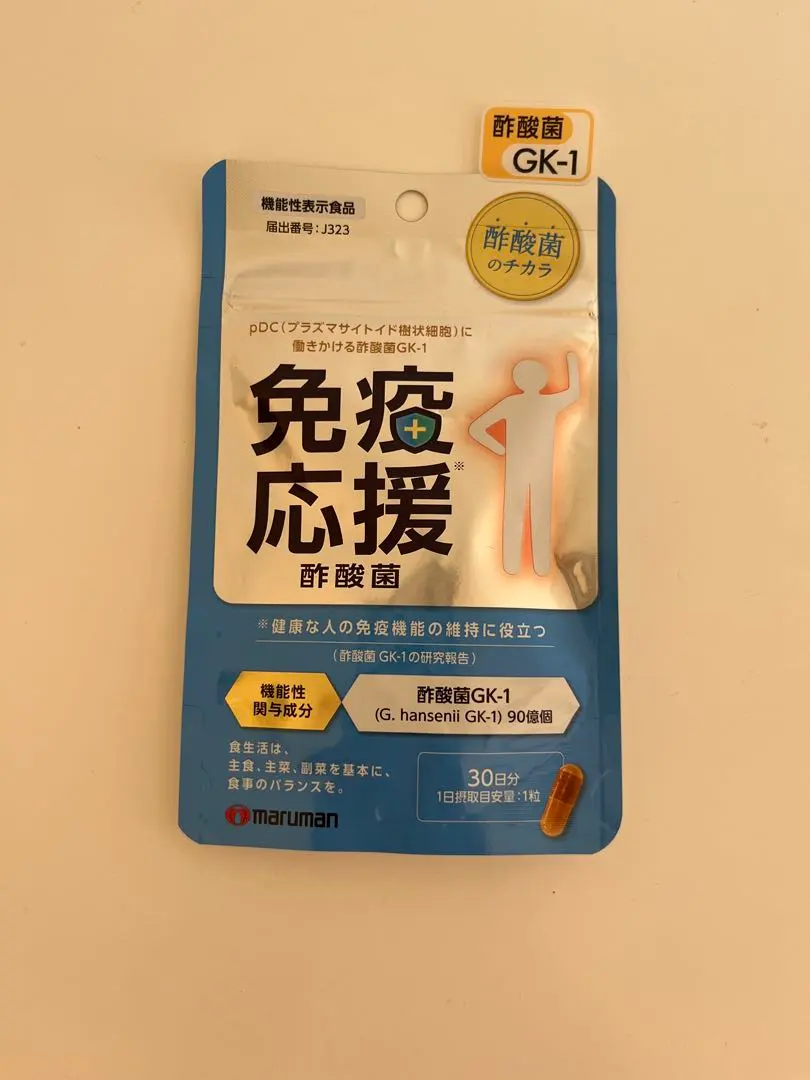 酢酸菌
GK-1
機能性表示食品
届出番号:J323
酢酸菌
のチカラ
pDC(プラズマサイトイド樹状細胞)に
働きかける酢酸菌GK-1
免疫
応援※
酢酸菌
※健康な人の免疫機能の維持に役立つ
(酢酸菌 GK-1の研究報告)
機能性
関与成分
酢酸菌GK-1
(G. hansenii GK-1) 90億個
食生活は、
主食、主菜、副菜を基本に、
食事のバランスを。
30日分
1日摂取目安量:1粒
maruman